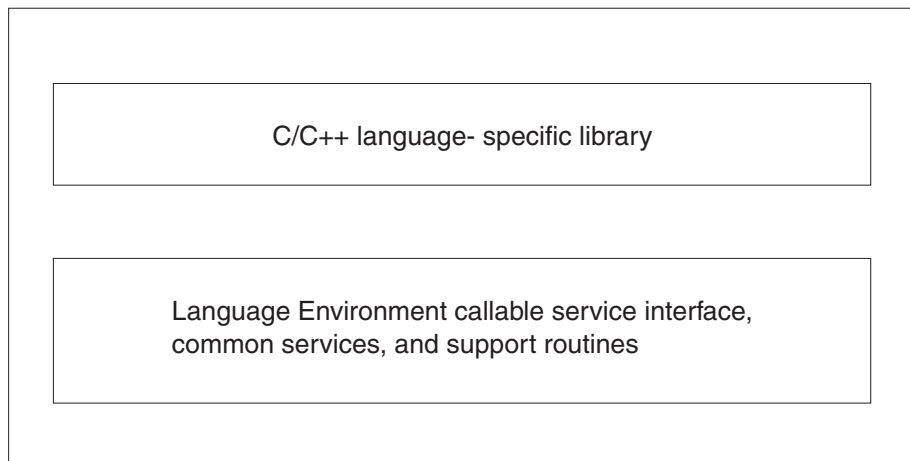 C/C++ language- specific library
Language Environment callable service interface,
common services, and support routines